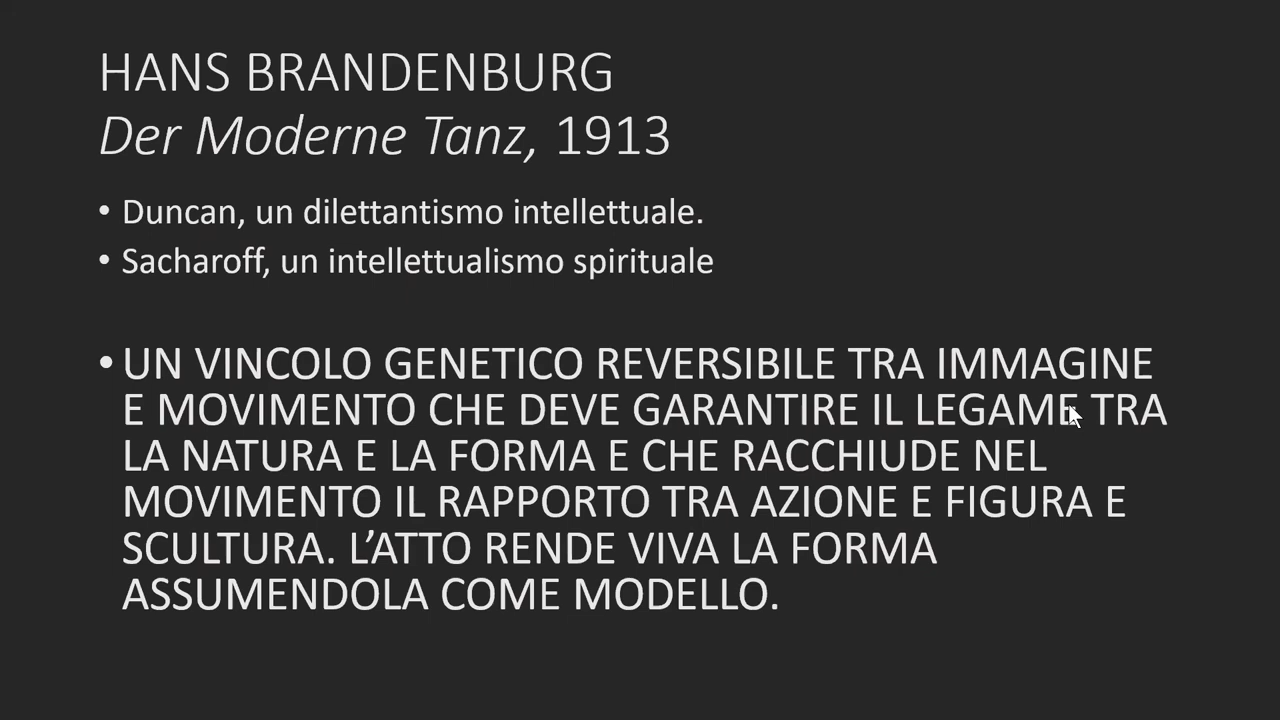 HANS BRANDENBURG
Der Moderne Tanz, 1913
• Duncan, un dilettantismo intellettuale.
• Sacharoff, un intellettualismo spirituale
• UN VINCOLO GENETICO REVERSIBILE TRA IMMAGINE
E MOVIMENTO CHE DEVE GARANTIRE IL LEGAME TRA
LA NATURA E LA FORMA E CHE RACCHIUDE NEL
MOVIMENTO IL RAPPORTO TRA AZIONE E FIGURA E
SCULTURA. L’ATTO RENDE VIVA LA FORMA
ASSUMENDOLA COME MODELLO.